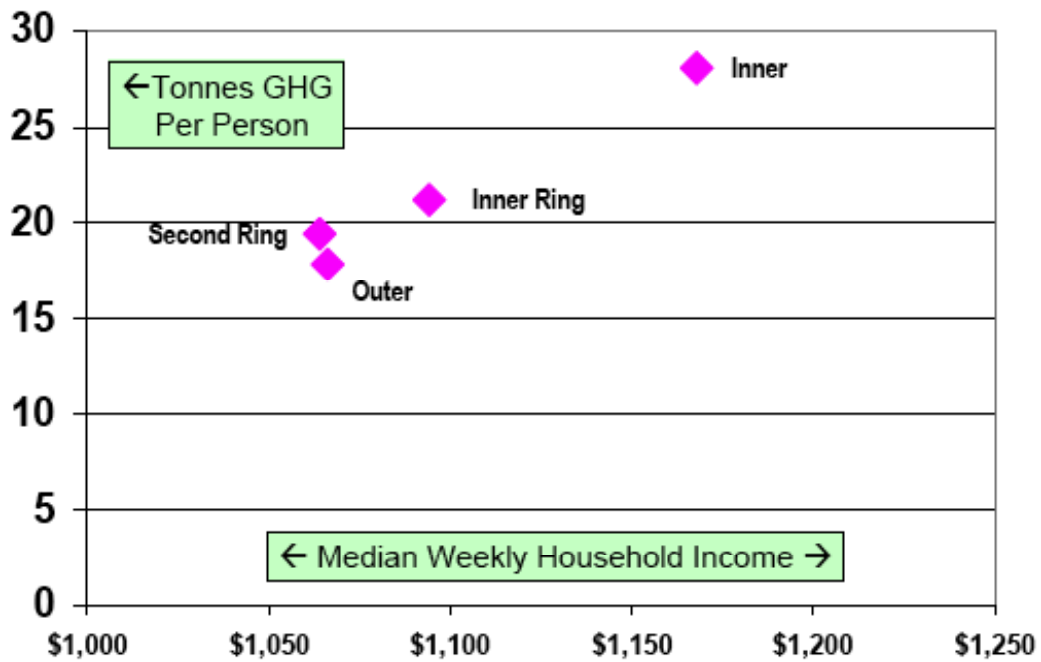 30
←Tonnes GHG
Per Person
Inner
25
Inner Ring
20
Second Ring
Outer
15
10
5
← Median Weekly Household Income →
0
$1,000 $1,050 $1,100 $1,150 $1,200 $1,250